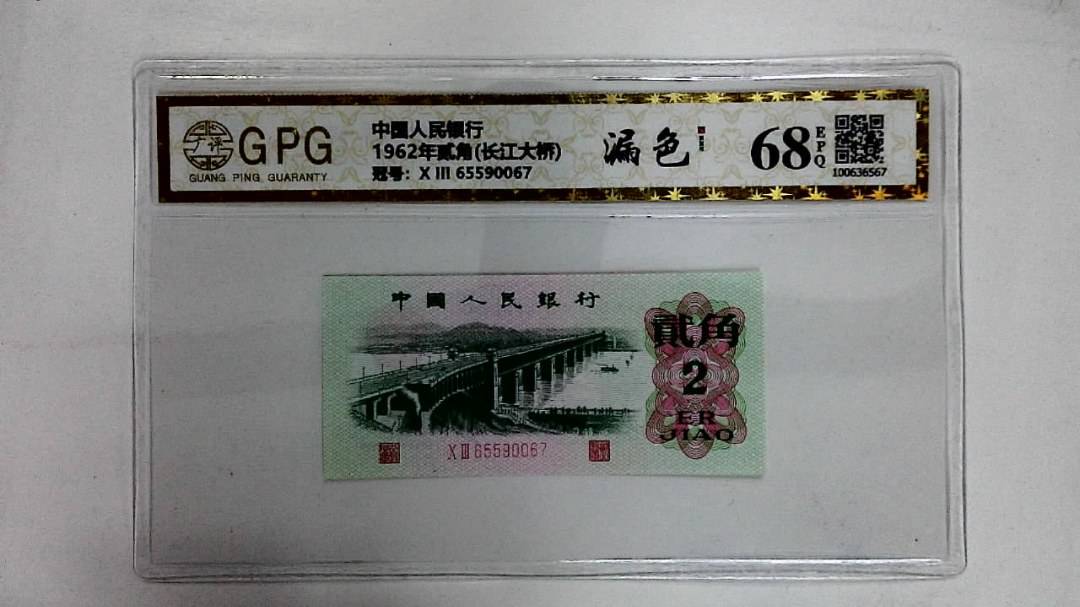 GPG
GUANG PING GUARANTY
中国人民银行
1962年贰角(长江大桥)
冠号: X III 65590067
漏色
68
EPQ
100636567
中國人民銀行
貳角
2
ER
JIAO
X III 65590067